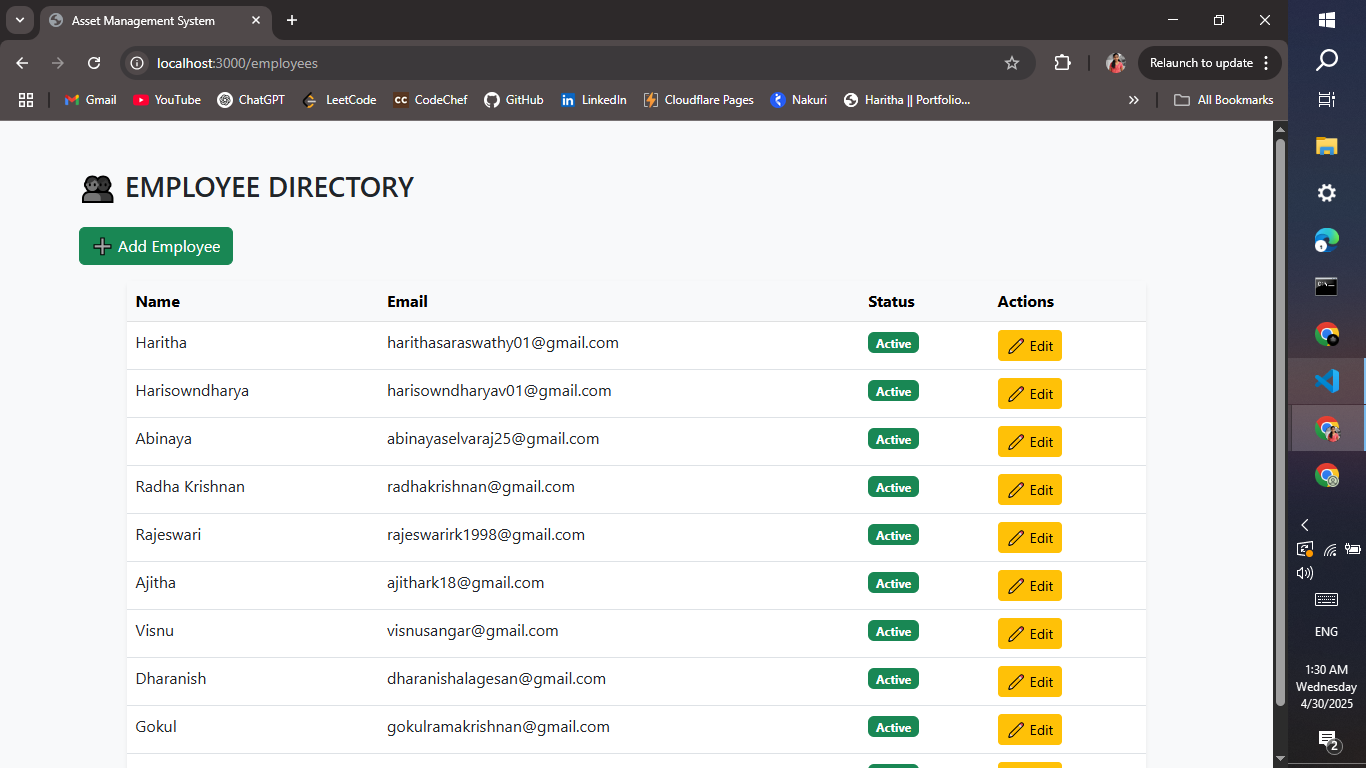 Asset Management System
localhost:3000/employees
Relaunch to update
Gmail YouTube ChatGPT LeetCode CodeChef GitHub LinkedIn Cloudflare Pages Nakuri Haritha || Portfolio... » All Bookmarks
EMPLOYEE DIRECTORY
Add Employee
Name Email Status Actions
Haritha harithasaraswathy01@gmail.com Active Edit
Harisowndharya harisowndharyav01@gmail.com Active Edit
Abinaya abinayaselvaraj25@gmail.com Active Edit
Radha Krishnan radhakrishnan@gmail.com Active Edit
Rajeswari rajeswarirk1998@gmail.com Active Edit
Ajitha ajithark18@gmail.com Active Edit
Visnu visnusangar@gmail.com Active Edit
Dharanish dharanishalagesan@gmail.com Active Edit
Gokul gokulramakrishnan@gmail.com Active Edit
ENG
1:30 AM
Wednesday
4/30/2025
2